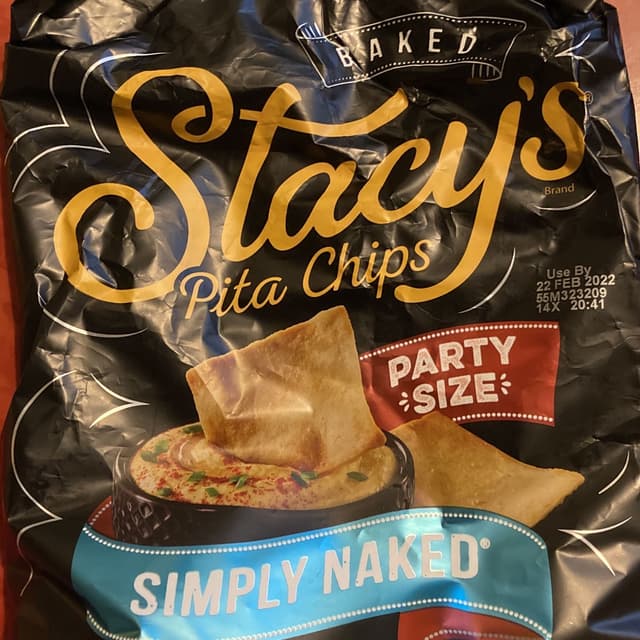 BAKED
Stacy's®
Brand
Pita Chips
Use By
22 FEB 2022
55M323209
14X 20:41
PARTY
SIZE
SIMPLY NAKED®